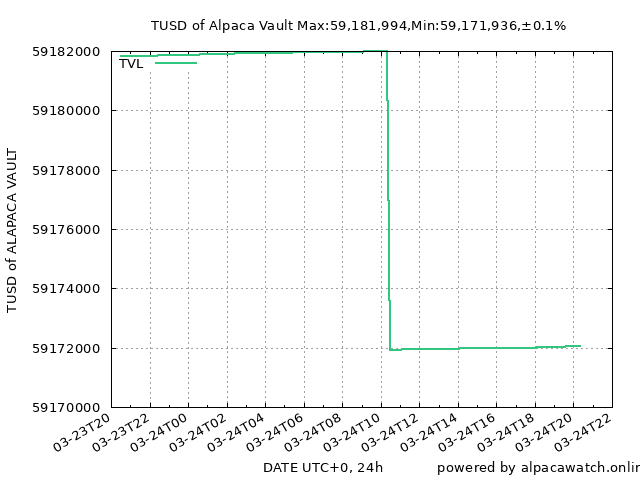 TUSD of Alpaca Vault Max:59,181,994,Min:59,171,936,±0.1%
59182000
TVL
59180000
59178000
59176000
59174000
59172000
59170000
TUSD of ALAPACA VAULT
03-23T20
03-23T22
03-24T00
03-24T02
03-24T04
03-24T06
03-24T08
03-24T10
03-24T12
03-24T14
03-24T16
03-24T18
03-24T20
03-24T22
DATE UTC+0, 24h
powered by alpacawatch.onlin